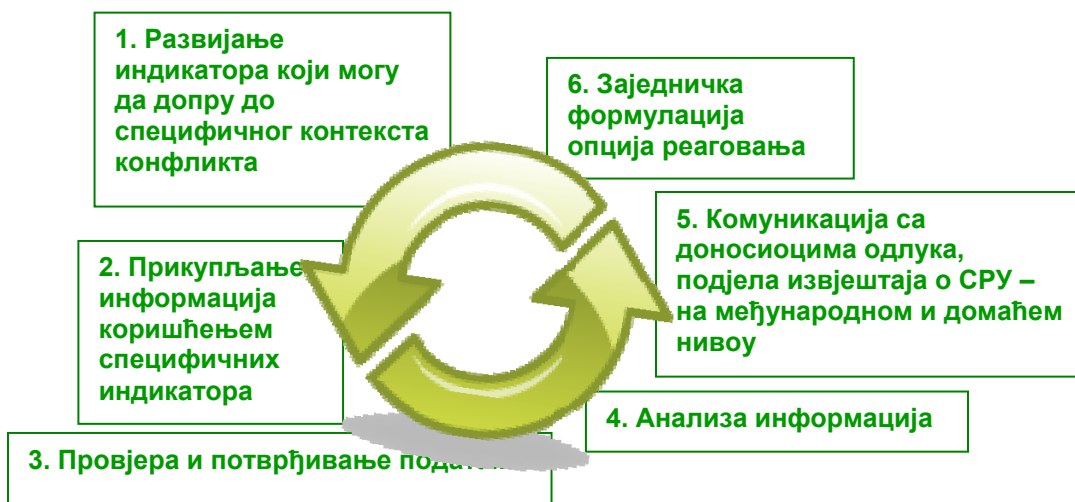 1. Развијање
индикатора који могу
да допру до
специфичног контекста
конфликта
2. Прикупљање
информација
коришћењем
специфичних
индикатора
3. Провјера и потврђивање
4. Анализа информација
5. Комуникација са
доносиоцима одлука,
подјела извјештаја о СРУ –
на међународном и домаћем
нивоу
6. Заједничка
формулација
опција реаговања